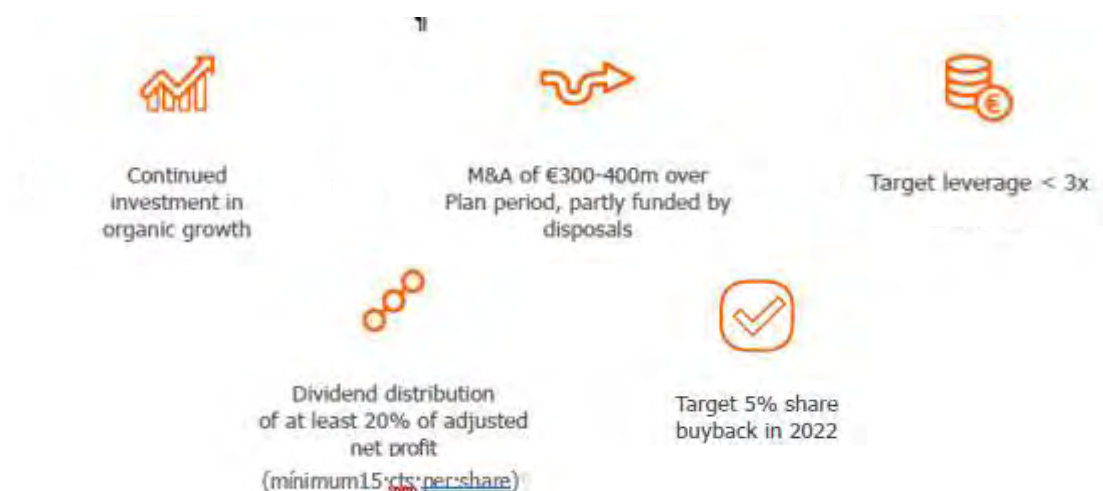 ¶
Continued
investment in
organic growth
M&A of €300-400m over
Plan period, partly funded by
disposals
Target leverage < 3x
Dividend distribution
of at least 20% of adjusted
net profit
(mínimum15·cts·per·share)
Target 5% share
buyback in 2022